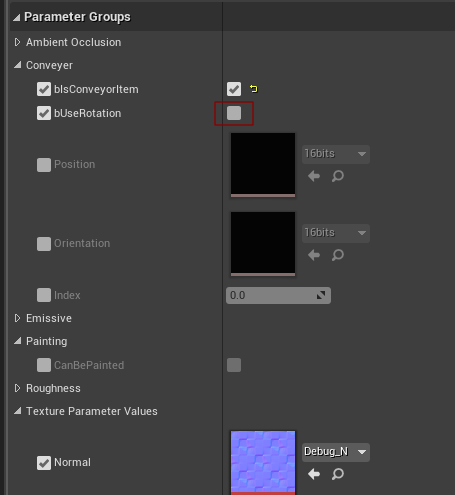 Parameter Groups
Ambient Occlusion
Conveyer
bIsConveyorItem
bUseRotation
Position
16bits
Orientation
16bits
Index
0.0
Emissive
Painting
CanBePainted
Roughness
Texture Parameter Values
Normal
Debug_N